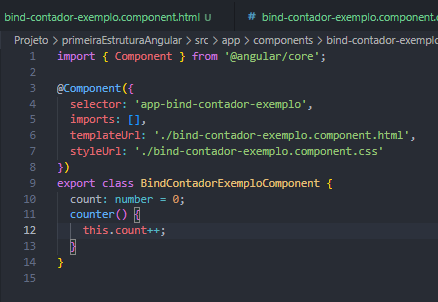 bind-contador-exemplo.component.html U
# bind-contador-exemplo.component.
Projeto > primeiraEstruturaAngular > src > app > components > bind-contador-exemplo
1 import { Component } from '@angular/core';
2
3 @Component({
4 selector: 'app-bind-contador-exemplo',
5 imports: [],
6 templateUrl: './bind-contador-exemplo.component.html',
7 styleUrl: './bind-contador-exemplo.component.css'
8 })
9 export class BindContadorExemploComponent {
10 count: number = 0;
11 counter() {
12 this.count++;
13 }
14 }
15